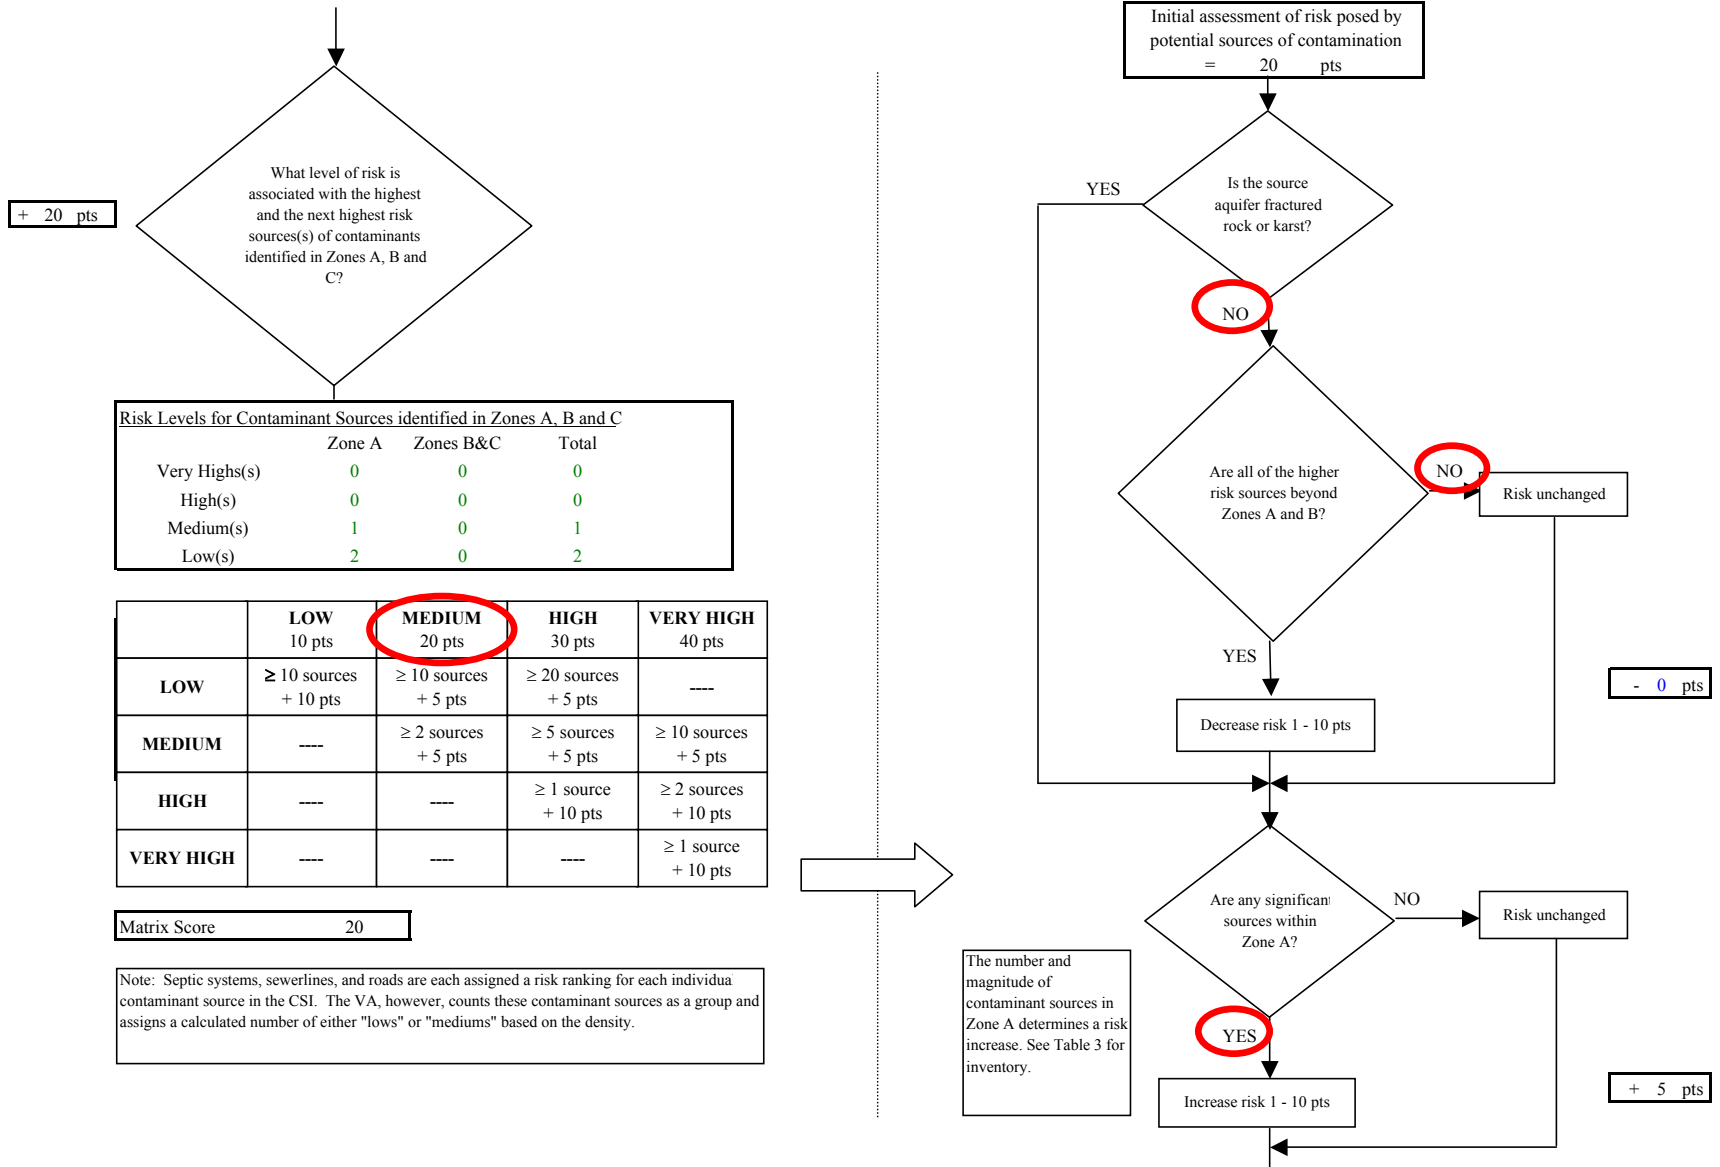 What level of risk is
associated with the highest
and the next highest risk
sources(s) of contaminants
identified in Zones A, B and
C?
+ 20 pts
Risk Levels for Contaminant Sources identified in Zones A, B and C
Zone A Zones B&C Total
Very Highs(s) 0 0 0
High(s) 0 0 0
Medium(s) 1 0 1
Low(s) 2 0 2
LOW MEDIUM HIGH VERY HIGH
10 pts 20 pts 30 pts 40 pts
LOW ≥ 10 sources + 10 pts ≥ 10 sources + 5 pts ≥ 20 sources + 5 pts ----
MEDIUM ---- ≥ 2 sources + 5 pts ≥ 5 sources + 5 pts ≥ 10 sources + 5 pts
HIGH ---- ---- ≥ 1 source + 10 pts ≥ 2 sources + 10 pts
VERY HIGH ---- ---- ---- ≥ 1 source + 10 pts
Matrix Score 20
Note: Septic systems, sewerlines, and roads are each assigned a risk ranking for each individua
contaminant source in the CSI. The VA, however, counts these contaminant sources as a group and
assigns a calculated number of either "lows" or "mediums" based on the density.
Initial assessment of risk posed by
potential sources of contamination
= 20 pts
Is the source
aquifer fractured
rock or karst?
YES
NO
Are all of the higher
risk sources beyond
Zones A and B?
NO
Risk unchanged
YES
Decrease risk 1 - 10 pts
- 0 pts
Are any significant
sources within
Zone A?
NO
Risk unchanged
The number and
magnitude of
contaminant sources in
Zone A determines a risk
increase. See Table 3 for
inventory.
YES
Increase risk 1 - 10 pts
+ 5 pts